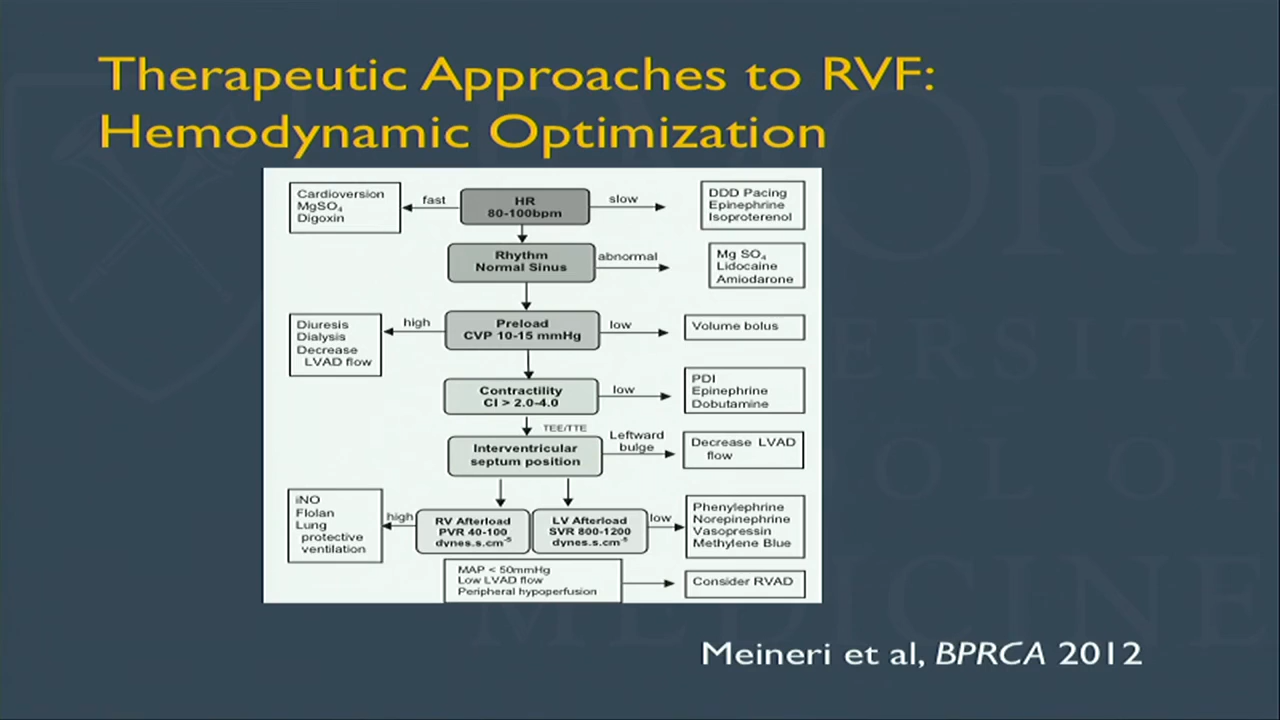 Therapeutic Approaches to RVF:
Hemodynamic Optimization
Cardioversion
MgSO₄
Digoxin
fast
HR
80-100bpm
slow
DDD Pacing
Epinephrine
Isoproterenol
Rhythm
Normal Sinus
abnormal
Mg SO₄
Lidocaine
Amiodarone
Diuresis
Dialysis
Decrease
LVAD flow
high
Preload
CVP 10-15 mmHg
low
Volume bolus
Contractility
CI > 2.0-4.0
low
PDI
Epinephrine
Dobutamine
TEE/TTE
Interventricular
septum position
Leftward
bulge
Decrease LVAD
flow
iNO
Flolan
Lung
protective
ventilation
high
RV Afterload
PVR 40-100
dynes.s.cm⁻⁵
LV Afterload
SVR 800-1200
dynes.s.cm⁻⁵
low
Phenylephrine
Norepinephrine
Vasopressin
Methylene Blue
MAP < 50mmHg
Low LVAD flow
Peripheral hypoperfusion
Consider RVAD
Meineri et al, BPRCA 2012
EMORY
UNIVERSITY
SCHOOL OF
MEDICINE